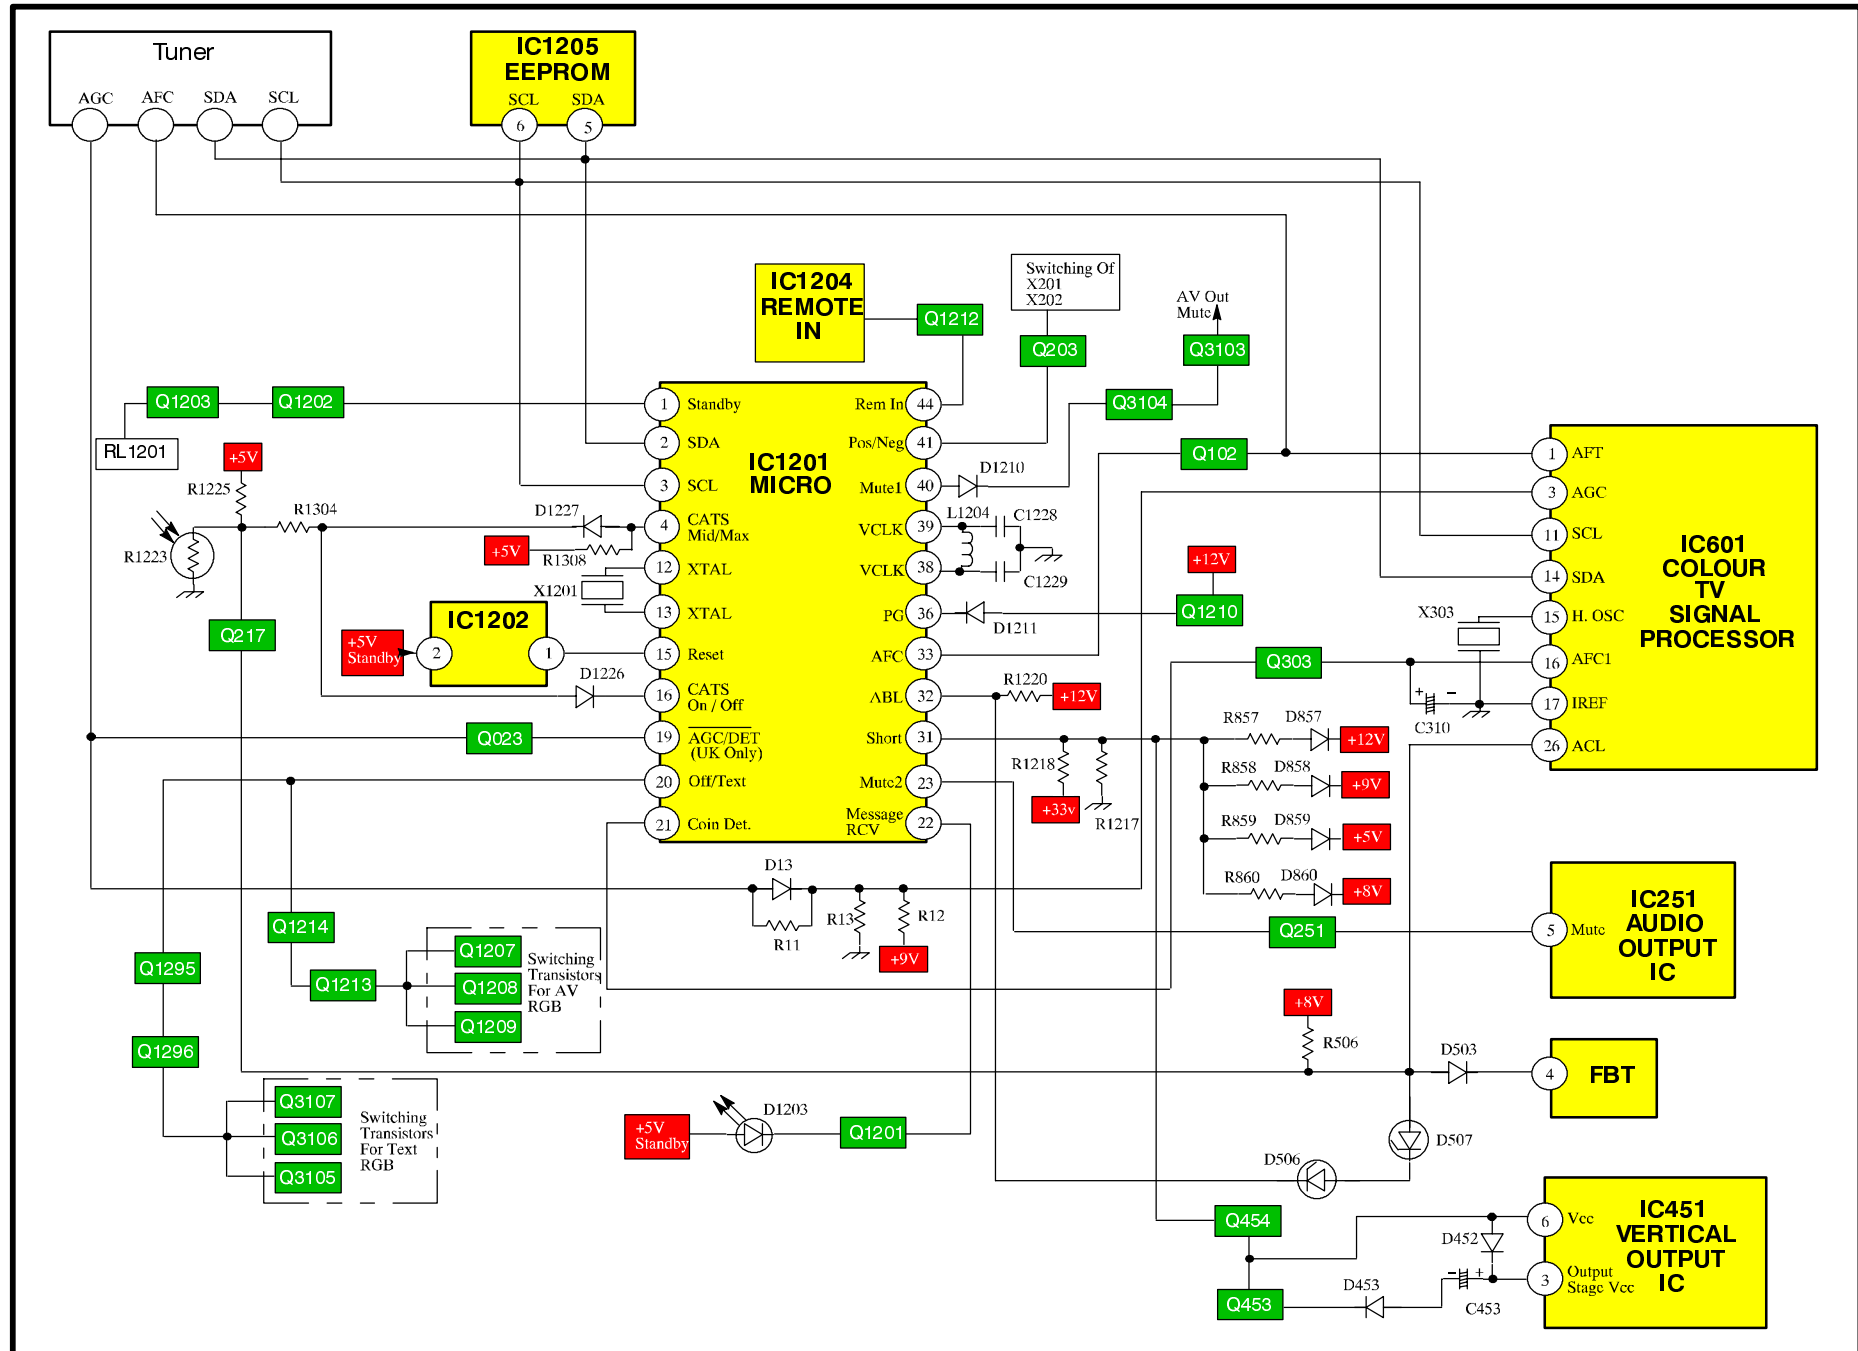 Tuner
AGC
AFC
SDA
SCL
IC1205
EEPROM
SCL
SDA
6
5
IC1204
REMOTE
IN
Q1212
Switching Of
X201
X202
Q203
AV Out
Mute
Q3103
Q3104
Q102
Q1203
Q1202
RL1201
+5V
R1225
R1304
R1223
Q217
D1227
+5V
R1308
X1201
IC1202
+5V
Standby
2
1
D1226
Q023
IC1201
MICRO
1
Standby
2
SDA
3
SCL
4
CATS
Mid/Max
12
XTAL
13
XTAL
15
Reset
16
CATS
On / Off
19
AGC/DET
(UK Only)
20
Off/Text
21
Coin Det.
Rem In
44
Pos/Neg
41
Mute1
40
VCLK
39
VCLK
38
PG
36
AFC
33
ABL
32
Short
31
Mute2
23
Message
RCV
22
D1210
L1204
C1228
C1229
D1211
+12V
Q1210
R1220
+12V
Q303
X303
C310
+
-
R1218
+33v
R1217
R857
D857
+12V
R858
D858
+9V
R859
D859
+5V
R860
D860
+8V
IC601
COLOUR
TV
SIGNAL
PROCESSOR
1
AFT
3
AGC
11
SCL
14
SDA
15
H. OSC
16
AFC1
17
IREF
26
ACL
D13
R11
R13
R12
+9V
Q251
IC251
AUDIO
OUTPUT
IC
5
Mute
Q1214
Q1295
Q1213
Q1296
Q1207
Q1208
Q1209
Switching
Transistors
For AV
RGB
Q3107
Q3106
Q3105
Switching
Transistors
For Text
RGB
+5V
Standby
D1203
Q1201
+8V
R506
D503
4
FBT
D507
D506
Q454
Q453
D453
C453
-
+
D452
IC451
VERTICAL
OUTPUT
IC
6
Vcc
3
Output
Stage Vcc